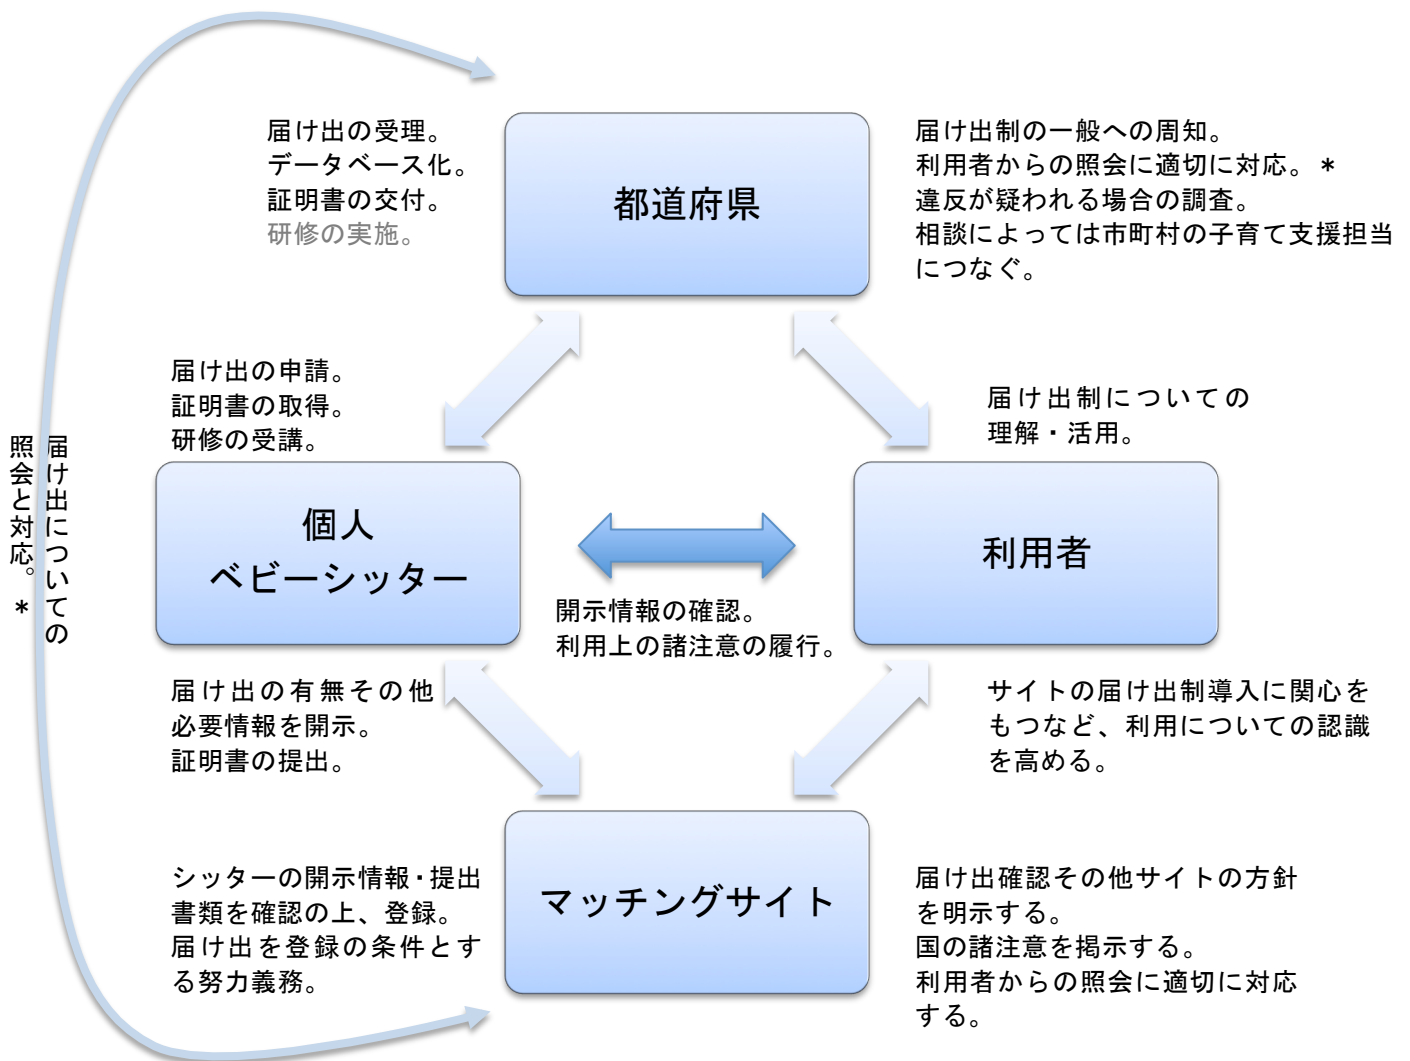 届け出の受理。
データベース化。
証明書の交付。
研修の実施。
都道府県
届け出制の一般への周知。
利用者からの照会に適切に対応。＊
違反が疑われる場合の調査。
相談によっては市町村の子育て支援担当
につなぐ。
届け出の申請。
証明書の取得。
研修の受講。
届け出制についての
理解・活用。
届け出についての
照会と対応。＊
個人
ベビーシッター
利用者
開示情報の確認。
利用上の諸注意の履行。
届け出の有無その他
必要情報を開示。
証明書の提出。
サイトの届け出制導入に関心を
もつなど、利用についての認識
を高める。
シッターの開示情報・提出
書類を確認の上、登録。
届け出を登録の条件とす
る努力義務。
マッチングサイト
届け出確認その他サイトの方針
を明示する。
国の諸注意を掲示する。
利用者からの照会に適切に対応
する。